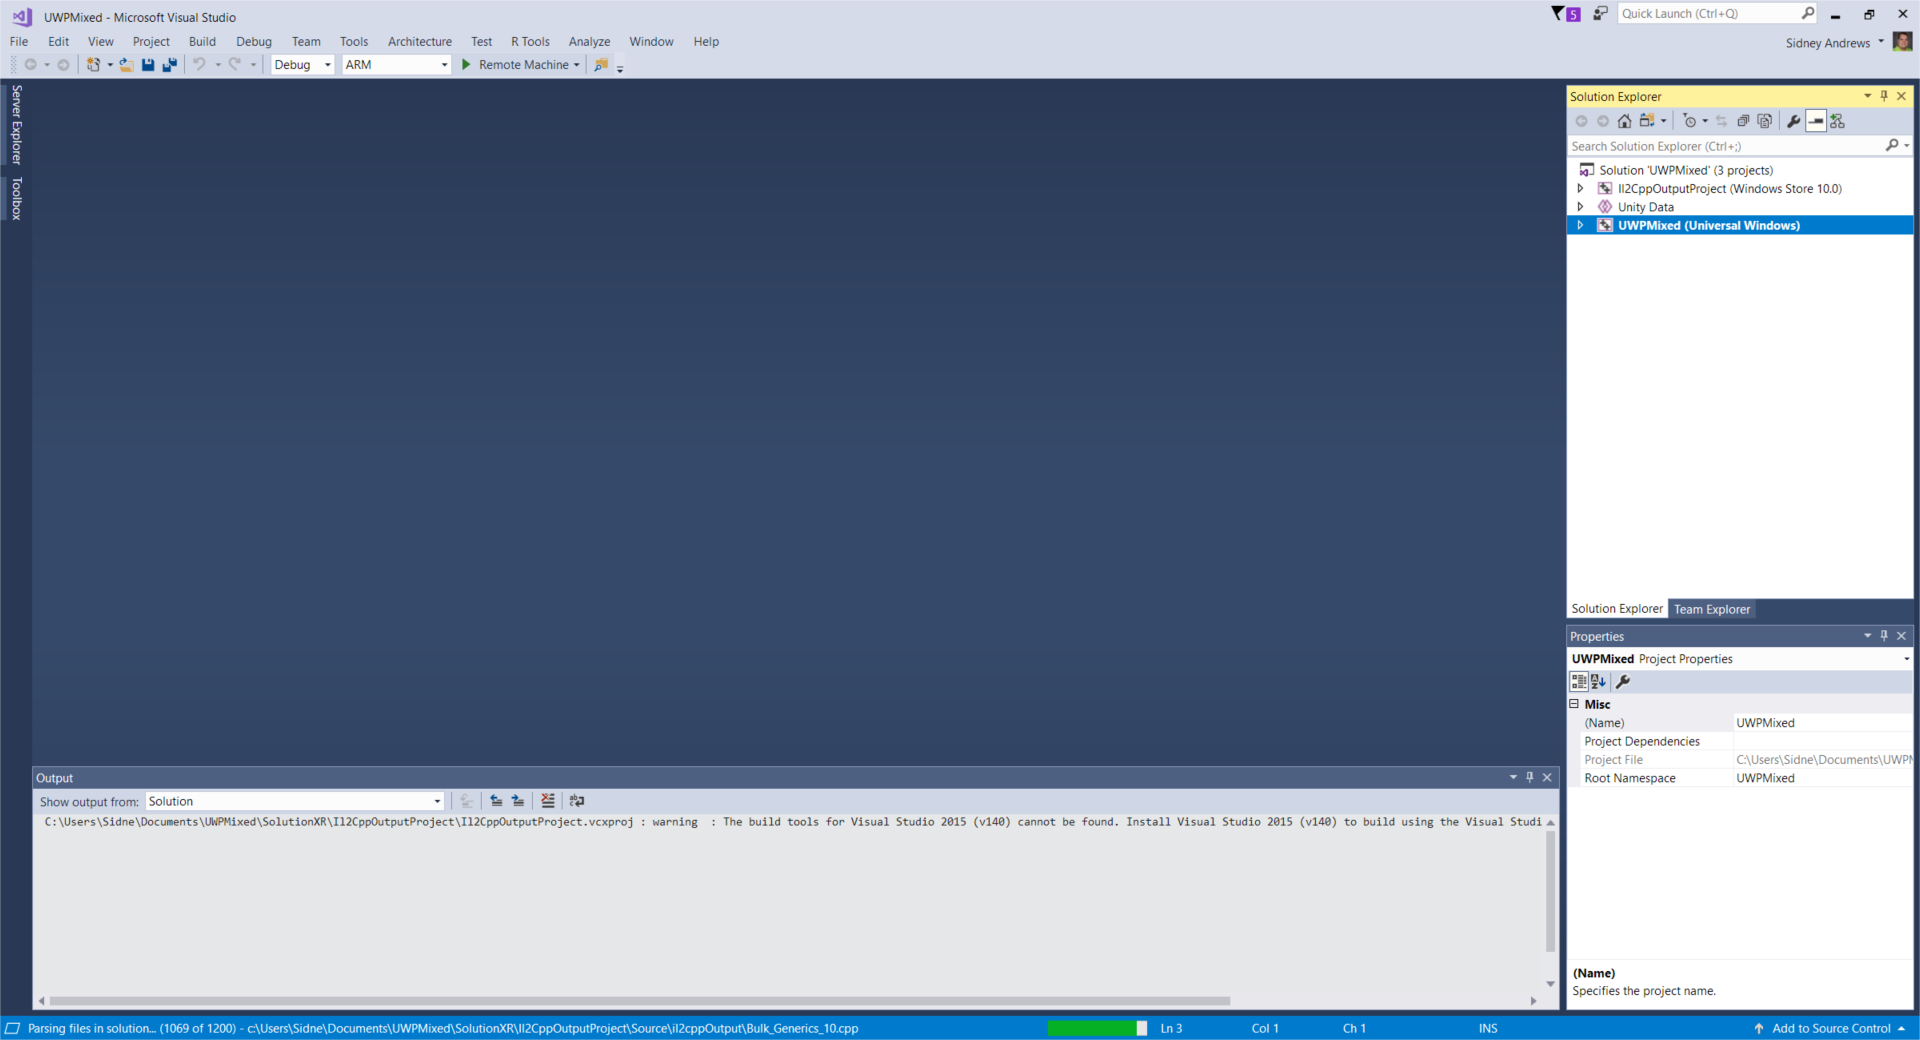 UWPMixed - Microsoft Visual Studio
5
Quick Launch (Ctrl+Q)
File Edit View Project Build Debug Team Tools Architecture Test R Tools Analyze Window Help
Sidney Andrews
Debug ARM Remote Machine
Server Explorer
Toolbox
Solution Explorer
Search Solution Explorer (Ctrl+;)
Solution 'UWPMixed' (3 projects)
Il2CppOutputProject (Windows Store 10.0)
Unity Data
UWPMixed (Universal Windows)
Solution Explorer Team Explorer
Properties
UWPMixed Project Properties
Misc
(Name) UWPMixed
Project Dependencies
Project File C:\Users\Sidne\Documents\UWPM
Root Namespace UWPMixed
(Name)
Specifies the project name.
Output
Show output from: Solution
C:\Users\Sidne\Documents\UWPMixed\SolutionXR\Il2CppOutputProject\Il2CppOutputProject.vcxproj : warning  : The build tools for Visual Studio 2015 (v140) cannot be found. Install Visual Studio 2015 (v140) to build using the Visual Studi
Parsing files in solution... (1069 of 1200) - c:\Users\Sidne\Documents\UWPMixed\SolutionXR\Il2CppOutputProject\Source\il2cppOutput\Bulk_Generics_10.cpp
Ln 3 Col 1 Ch 1 INS Add to Source Control